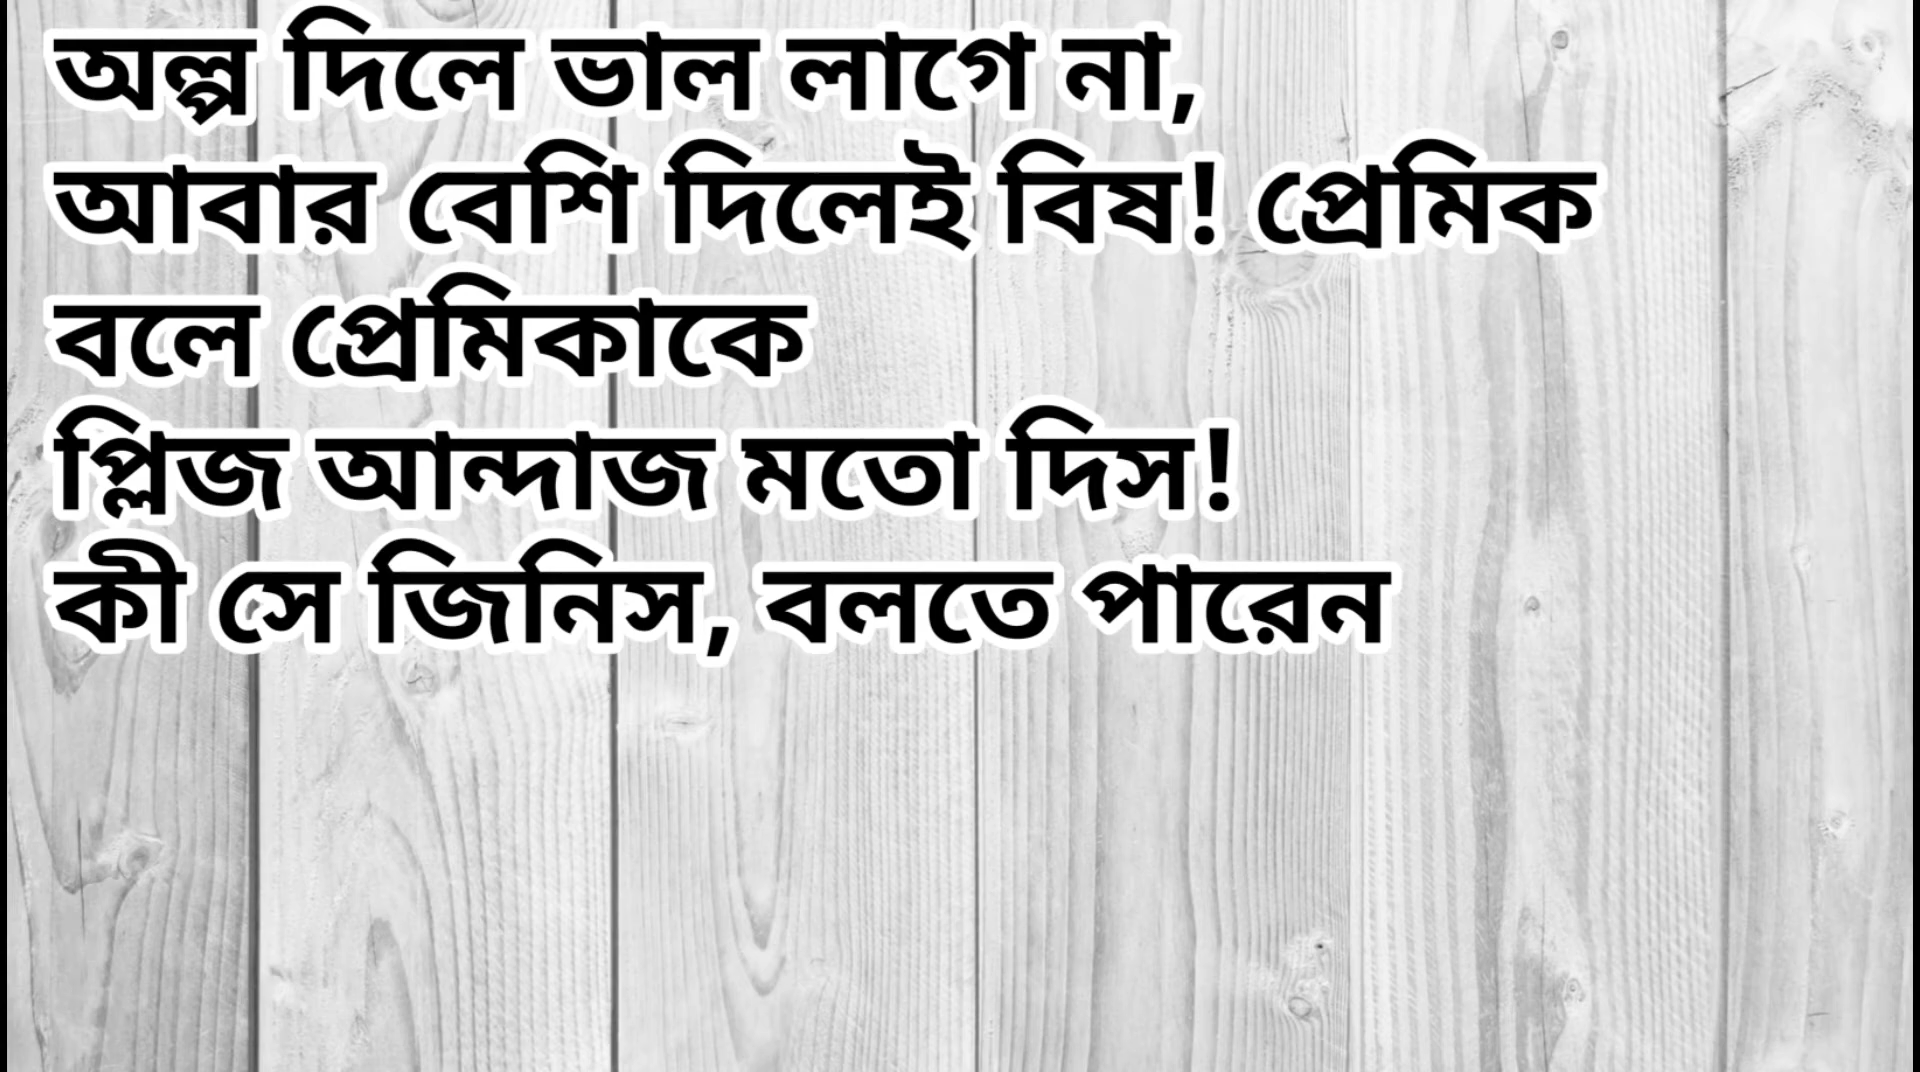 অল্প দিলে ভাল লাগে না,
আবার বেশি দিলেই বিষ! প্রেমিক
বলে প্রেমিকাকে
প্লিজ আন্দাজ মতো দিস!
কী সে জিনিস, বলতে পারেন